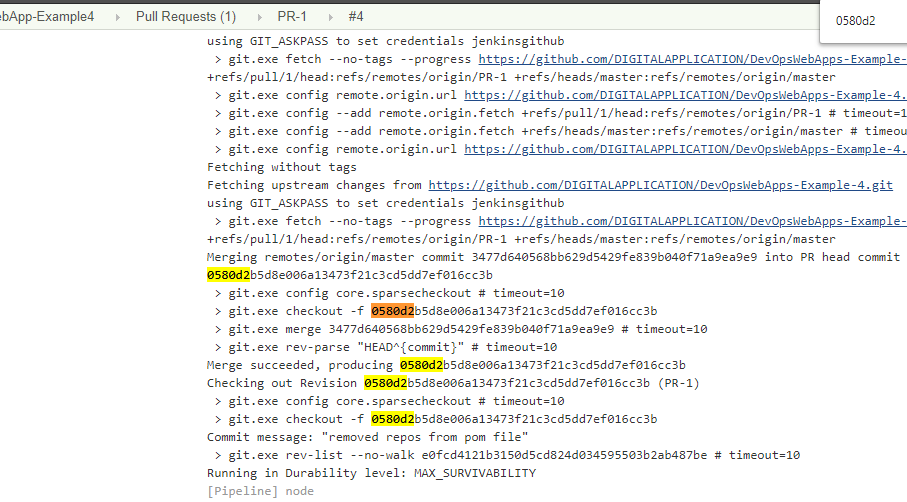 ebApp-Example4 ▸ Pull Requests (1) ▸ PR-1 ▸ #4
0580d2
using GIT_ASKPASS to set credentials jenkinsgithub
> git.exe fetch --no-tags --progress https://github.com/DIGITALAPPLICATION/DevOpsWebApps-Example-
+refs/pull/1/head:refs/remotes/origin/PR-1 +refs/heads/master:refs/remotes/origin/master
> git.exe config remote.origin.url https://github.com/DIGITALAPPLICATION/DevOpsWebApps-Example-4.
> git.exe config --add remote.origin.fetch +refs/pull/1/head:refs/remotes/origin/PR-1 # timeout=1
> git.exe config --add remote.origin.fetch +refs/heads/master:refs/remotes/origin/master # timeou
> git.exe config remote.origin.url https://github.com/DIGITALAPPLICATION/DevOpsWebApps-Example-4.
Fetching without tags
Fetching upstream changes from https://github.com/DIGITALAPPLICATION/DevOpsWebApps-Example-4.git
using GIT_ASKPASS to set credentials jenkinsgithub
> git.exe fetch --no-tags --progress https://github.com/DIGITALAPPLICATION/DevOpsWebApps-Example-
+refs/pull/1/head:refs/remotes/origin/PR-1 +refs/heads/master:refs/remotes/origin/master
Merging remotes/origin/master commit 3477d640568bb629d5429fe839b040f71a9ea9e9 into PR head commit
0580d2b5d8e006a13473f21c3cd5dd7ef016cc3b
> git.exe config core.sparsecheckout # timeout=10
> git.exe checkout -f 0580d2b5d8e006a13473f21c3cd5dd7ef016cc3b
> git.exe merge 3477d640568bb629d5429fe839b040f71a9ea9e9 # timeout=10
> git.exe rev-parse "HEAD^{commit}" # timeout=10
Merge succeeded, producing 0580d2b5d8e006a13473f21c3cd5dd7ef016cc3b
Checking out Revision 0580d2b5d8e006a13473f21c3cd5dd7ef016cc3b (PR-1)
> git.exe config core.sparsecheckout # timeout=10
> git.exe checkout -f 0580d2b5d8e006a13473f21c3cd5dd7ef016cc3b
Commit message: "removed repos from pom file"
> git.exe rev-list --no-walk e0fcd4121b3150d5cd824d034595503b2ab487be # timeout=10
Running in Durability level: MAX_SURVIVABILITY
[Pipeline] node